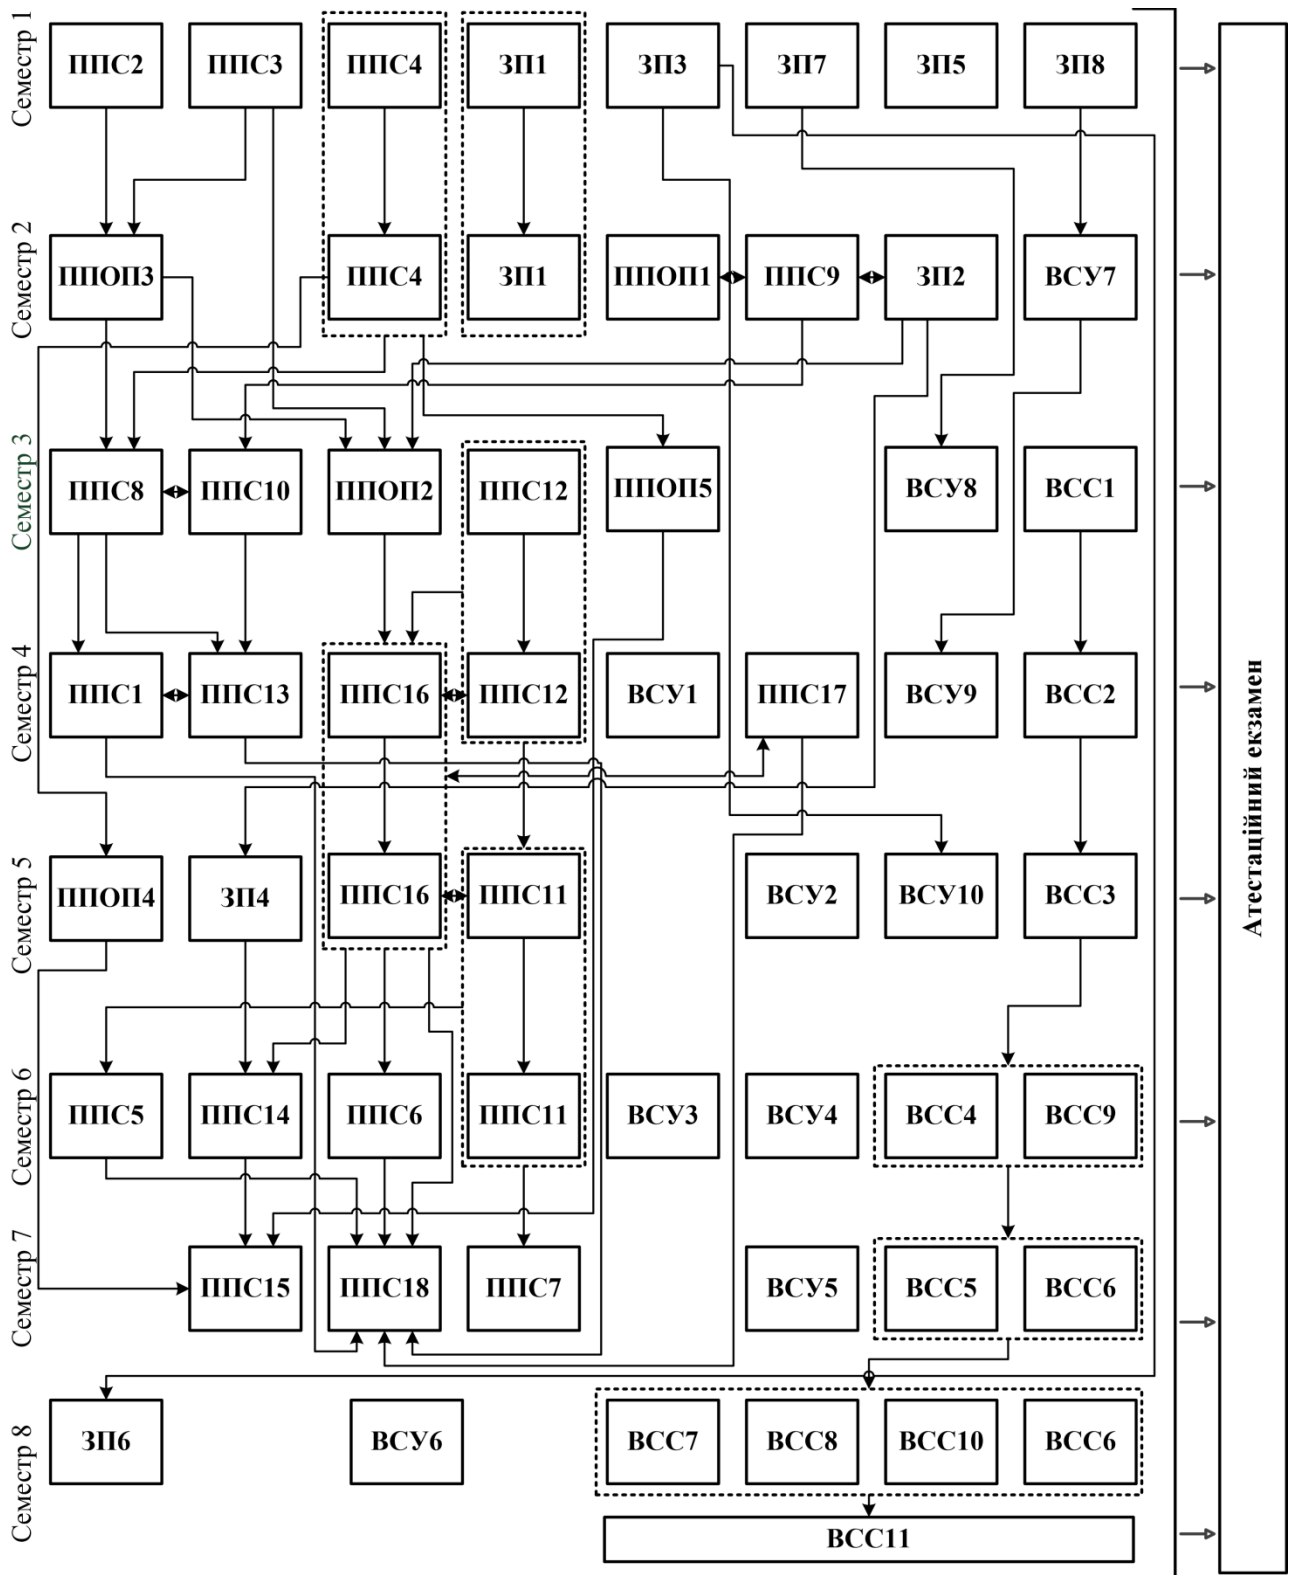 Семестр 1
ППС2 ППС3 ППС4 ЗП1 ЗП3 ЗП7 ЗП5 ЗП8
Семестр 2
ППОП3 ППС4 ЗП1 ППОП1 ППС9 ЗП2 ВСУ7
Семестр 3
ППС8 ППС10 ППОП2 ППС12 ППОП5 ВСУ8 ВСС1
Семестр 4
ППС1 ППС13 ППС16 ППС12 ВСУ1 ППС17 ВСУ9 ВСС2
Семестр 5
ППОП4 ЗП4 ППС16 ППС11 ВСУ2 ВСУ10 ВСС3
Семестр 6
ППС5 ППС14 ППС6 ППС11 ВСУ3 ВСУ4 ВСС4 ВСС9
Семестр 7
ППС15 ППС18 ППС7 ВСУ5 ВСС5 ВСС6
Семестр 8
ЗП6 ВСУ6 ВСС7 ВСС8 ВСС10 ВСС6
ВСС11
Атестаційний екзамен